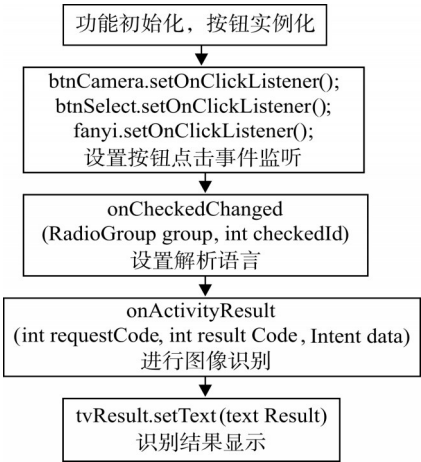 功能初始化，按钮实例化
btnCamera.setOnClickListener();
btnSelect.setOnClickListener();
fanyi.setOnClickListener();
设置按钮点击事件监听
onCheckedChanged
(RadioGroup group, int checkedId)
设置解析语言
onActivityResult
(int requestCode, int result Code , Intent data)
进行图像识别
tvResult.setText(text Result)
识别结果显示